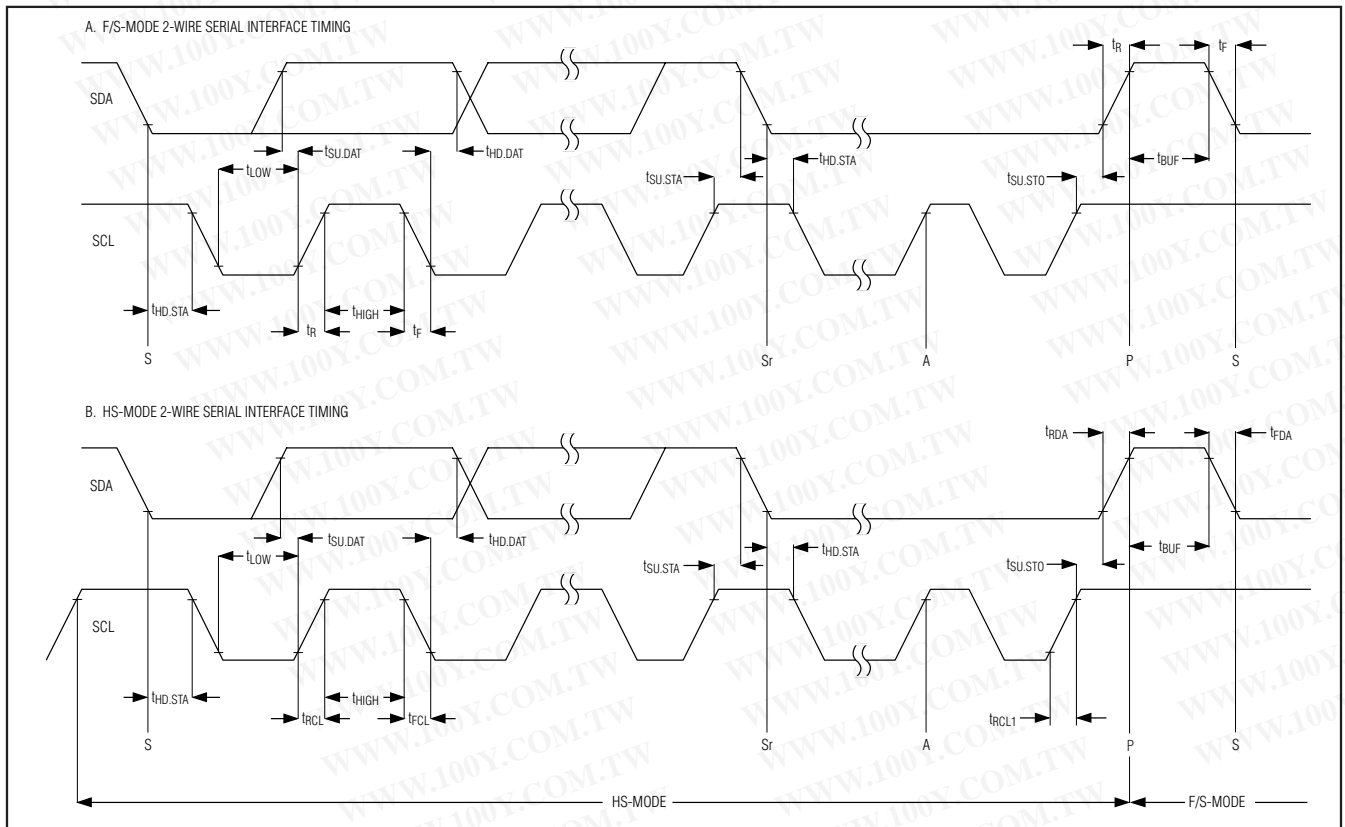 A. F/S-MODE 2-WIRE SERIAL INTERFACE TIMING
tR
tF
SDA
tSU.DAT
tHD.DAT
tLOW
tHD.STA
tSU.STA
tBUF
tSU.STO
SCL
tHD.STA
tHIGH
tR
tF
S
Sr
A
P
S
B. HS-MODE 2-WIRE SERIAL INTERFACE TIMING
tRDA
tFDA
SDA
tSU.DAT
tHD.DAT
tLOW
tHD.STA
tSU.STA
tBUF
tSU.STO
SCL
tHD.STA
tHIGH
tRCL
tFCL
tRCL1
S
Sr
A
P
S
HS-MODE
F/S-MODE
WWW.100Y.COM.TW